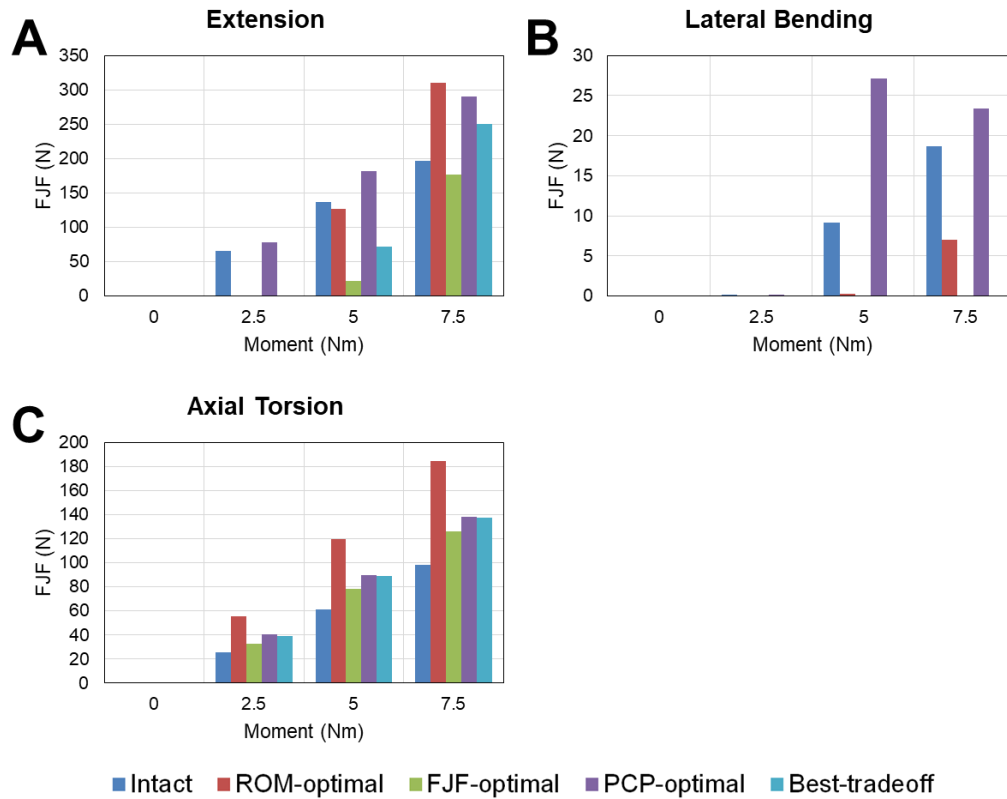 A
Extension
350
300
250
200
150
100
50
0
FJF (N)
0 2.5 5 7.5
Moment (Nm)
B
Lateral Bending
30
25
20
15
10
5
0
FJF (N)
0 2.5 5 7.5
Moment (Nm)
C
Axial Torsion
200
180
160
140
120
100
80
60
40
20
0
FJF (N)
0 2.5 5 7.5
Moment (Nm)
Intact ROM-optimal FJF-optimal PCP-optimal Best-tradeoff